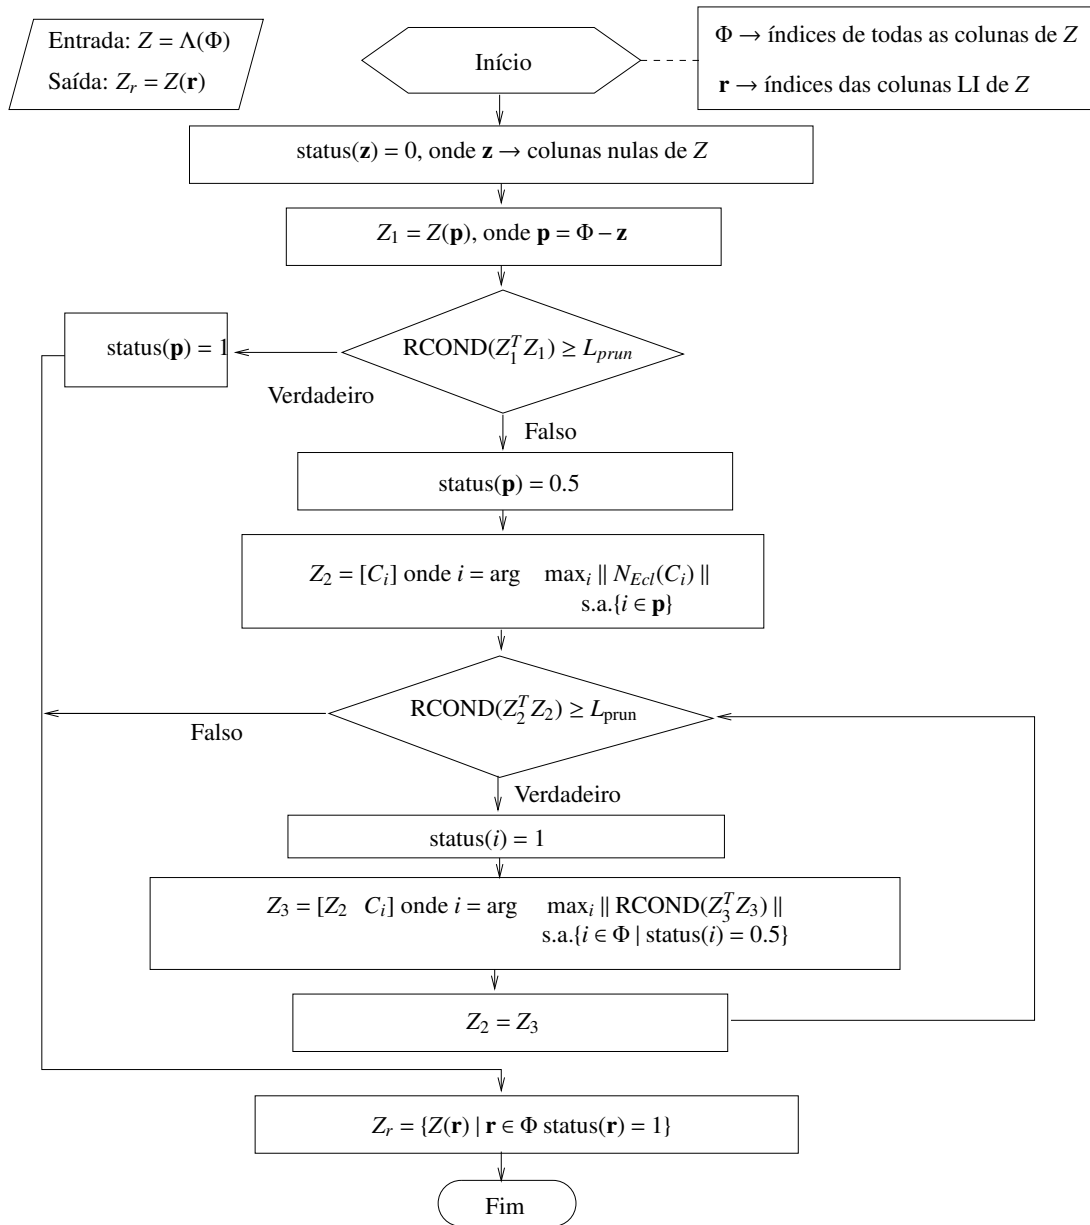 Entrada: Z = Λ(Φ)
Saída: Z_r = Z(r)
Início
Φ → índices de todas as colunas de Z
r → índices das colunas LI de Z
status(z) = 0, onde z → colunas nulas de Z
Z_1 = Z(p), onde p = Φ – z
status(p) = 1
RCOND(Z_1^T Z_1) ≥ L_prun
Verdadeiro
Falso
status(p) = 0.5
Z_2 = [C_i] onde i = arg max_i || N_Ecl(C_i) ||
s.a.{i ∈ p}
RCOND(Z_2^T Z_2) ≥ L_prun
Falso
Verdadeiro
status(i) = 1
Z_3 = [Z_2 C_i] onde i = arg max_i || RCOND(Z_3^T Z_3) ||
s.a.{i ∈ Φ | status(i) = 0.5}
Z_2 = Z_3
Z_r = {Z(r) | r ∈ Φ status(r) = 1}
Fim